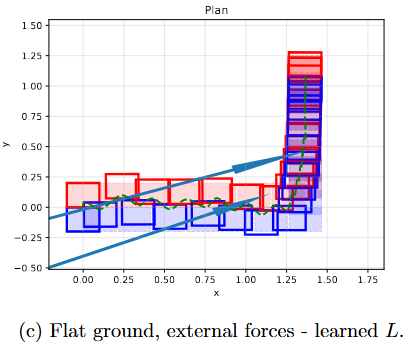 Plan
1.50
1.25
1.00
0.75
0.50
0.25
0.00
−0.25
−0.50
y
0.00 0.25 0.50 0.75 1.00 1.25 1.50 1.75
x
(c) Flat ground, external forces - learned L.